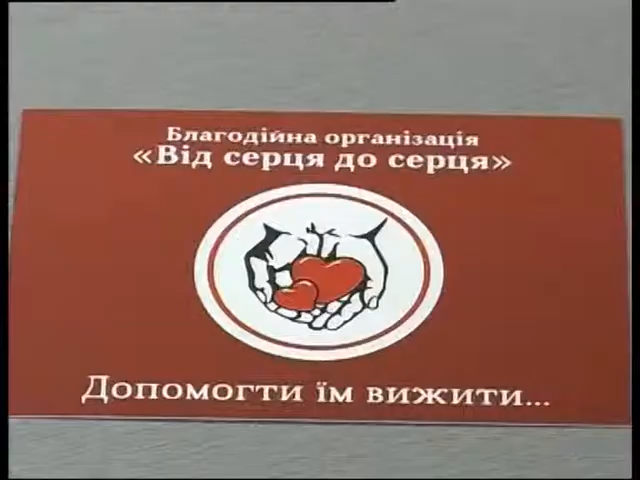 Благодійна організація
«Від серця до серця»
Допомогти їм вижити...